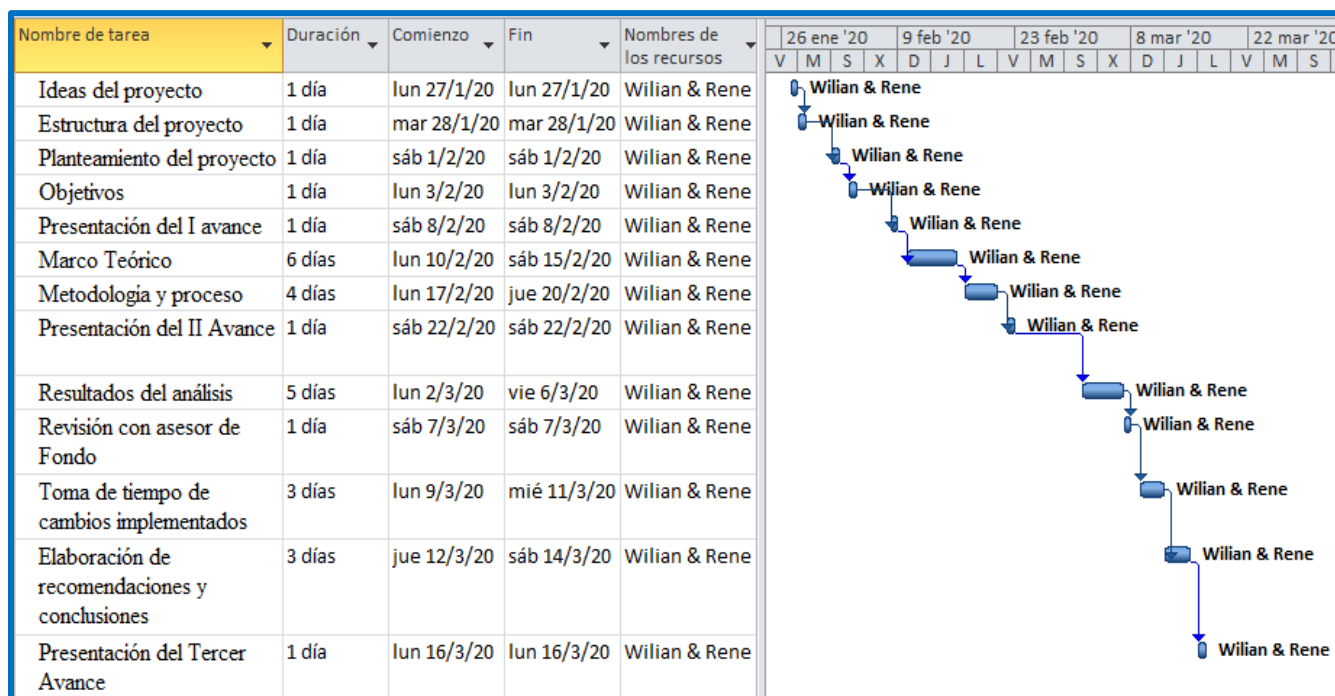 Nombre de tarea Duración Comienzo Fin Nombres de los recursos
26 ene '20 9 feb '20 23 feb '20 8 mar '20 22 mar '20
V M S X D J L V M S X D J L V M S
Ideas del proyecto 1 día lun 27/1/20 lun 27/1/20 Wilian & Rene Wilian & Rene
Estructura del proyecto 1 día mar 28/1/20 mar 28/1/20 Wilian & Rene Wilian & Rene
Planteamiento del proyecto 1 día sáb 1/2/20 sáb 1/2/20 Wilian & Rene Wilian & Rene
Objetivos 1 día lun 3/2/20 lun 3/2/20 Wilian & Rene Wilian & Rene
Presentación del I avance 1 día sáb 8/2/20 sáb 8/2/20 Wilian & Rene Wilian & Rene
Marco Teórico 6 días lun 10/2/20 sáb 15/2/20 Wilian & Rene Wilian & Rene
Metodología y proceso 4 días lun 17/2/20 jue 20/2/20 Wilian & Rene Wilian & Rene
Presentación del II Avance 1 día sáb 22/2/20 sáb 22/2/20 Wilian & Rene Wilian & Rene
Resultados del análisis 5 días lun 2/3/20 vie 6/3/20 Wilian & Rene Wilian & Rene
Revisión con asesor de 1 día sáb 7/3/20 sáb 7/3/20 Wilian & Rene Wilian & Rene
Fondo
Toma de tiempo de 3 días lun 9/3/20 mié 11/3/20 Wilian & Rene Wilian & Rene
cambios implementados
Elaboración de 3 días jue 12/3/20 sáb 14/3/20 Wilian & Rene Wilian & Rene
recomendaciones y
conclusiones
Presentación del Tercer 1 día lun 16/3/20 lun 16/3/20 Wilian & Rene Wilian & Rene
Avance